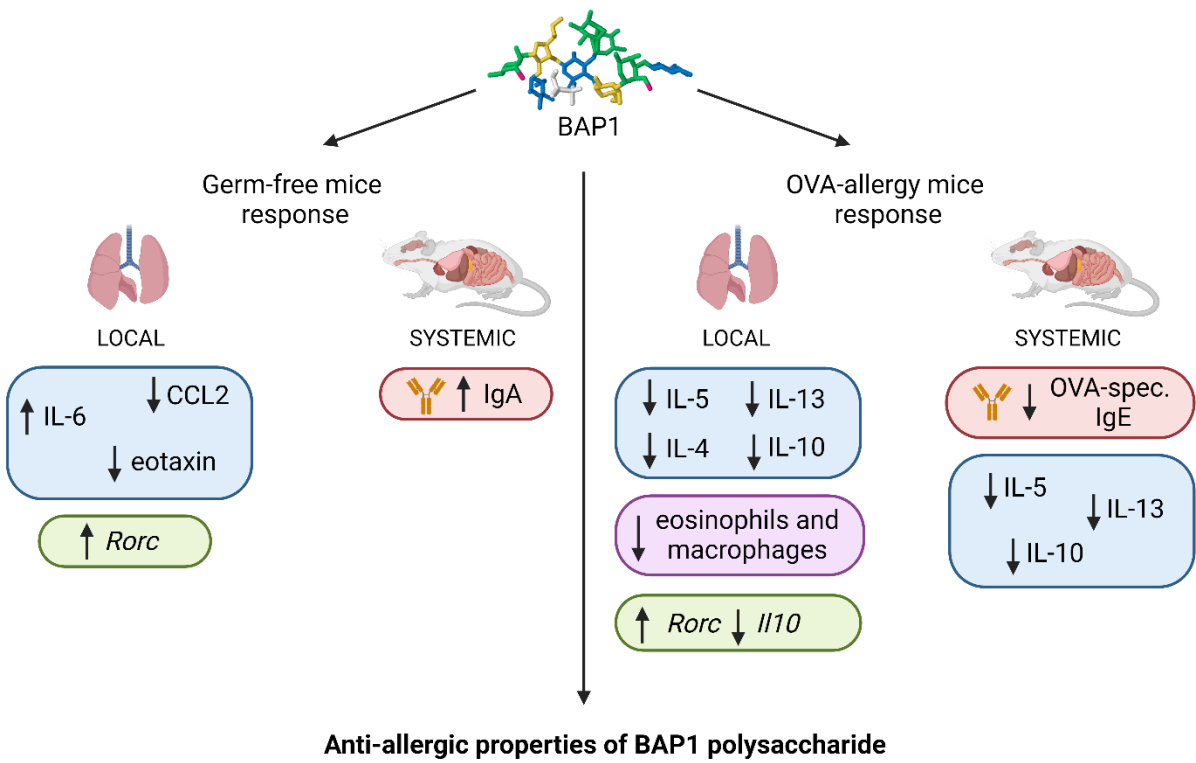 BAP1
Germ-free mice
response
LOCAL
↑ IL-6
↓ CCL2
↓ eotaxin
↑ Rorc
SYSTEMIC
↑ IgA
OVA-allergy mice
response
LOCAL
↓ IL-5 ↓ IL-13
↓ IL-4 ↓ IL-10
↓ eosinophils and
macrophages
↑ Rorc ↓ Il10
SYSTEMIC
↓ OVA-spec.
IgE
↓ IL-5
↓ IL-13
↓ IL-10
Anti-allergic properties of BAP1 polysaccharide